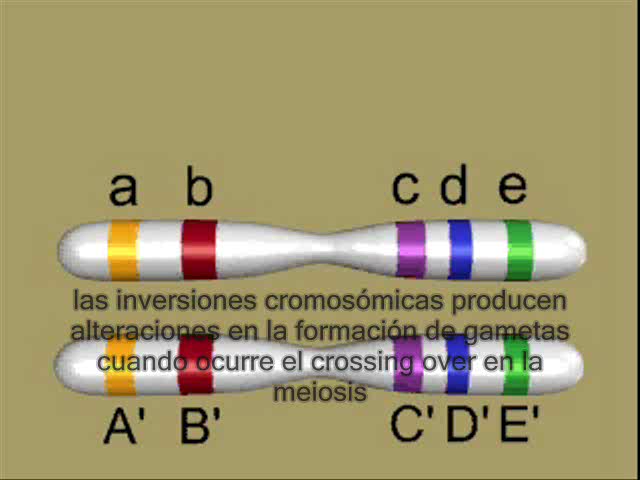 a b c d e
las inversiones cromosómicas producen
alteraciones en la formación de gametas
cuando ocurre el crossing over en la
meiosis
A' B' C' D' E'